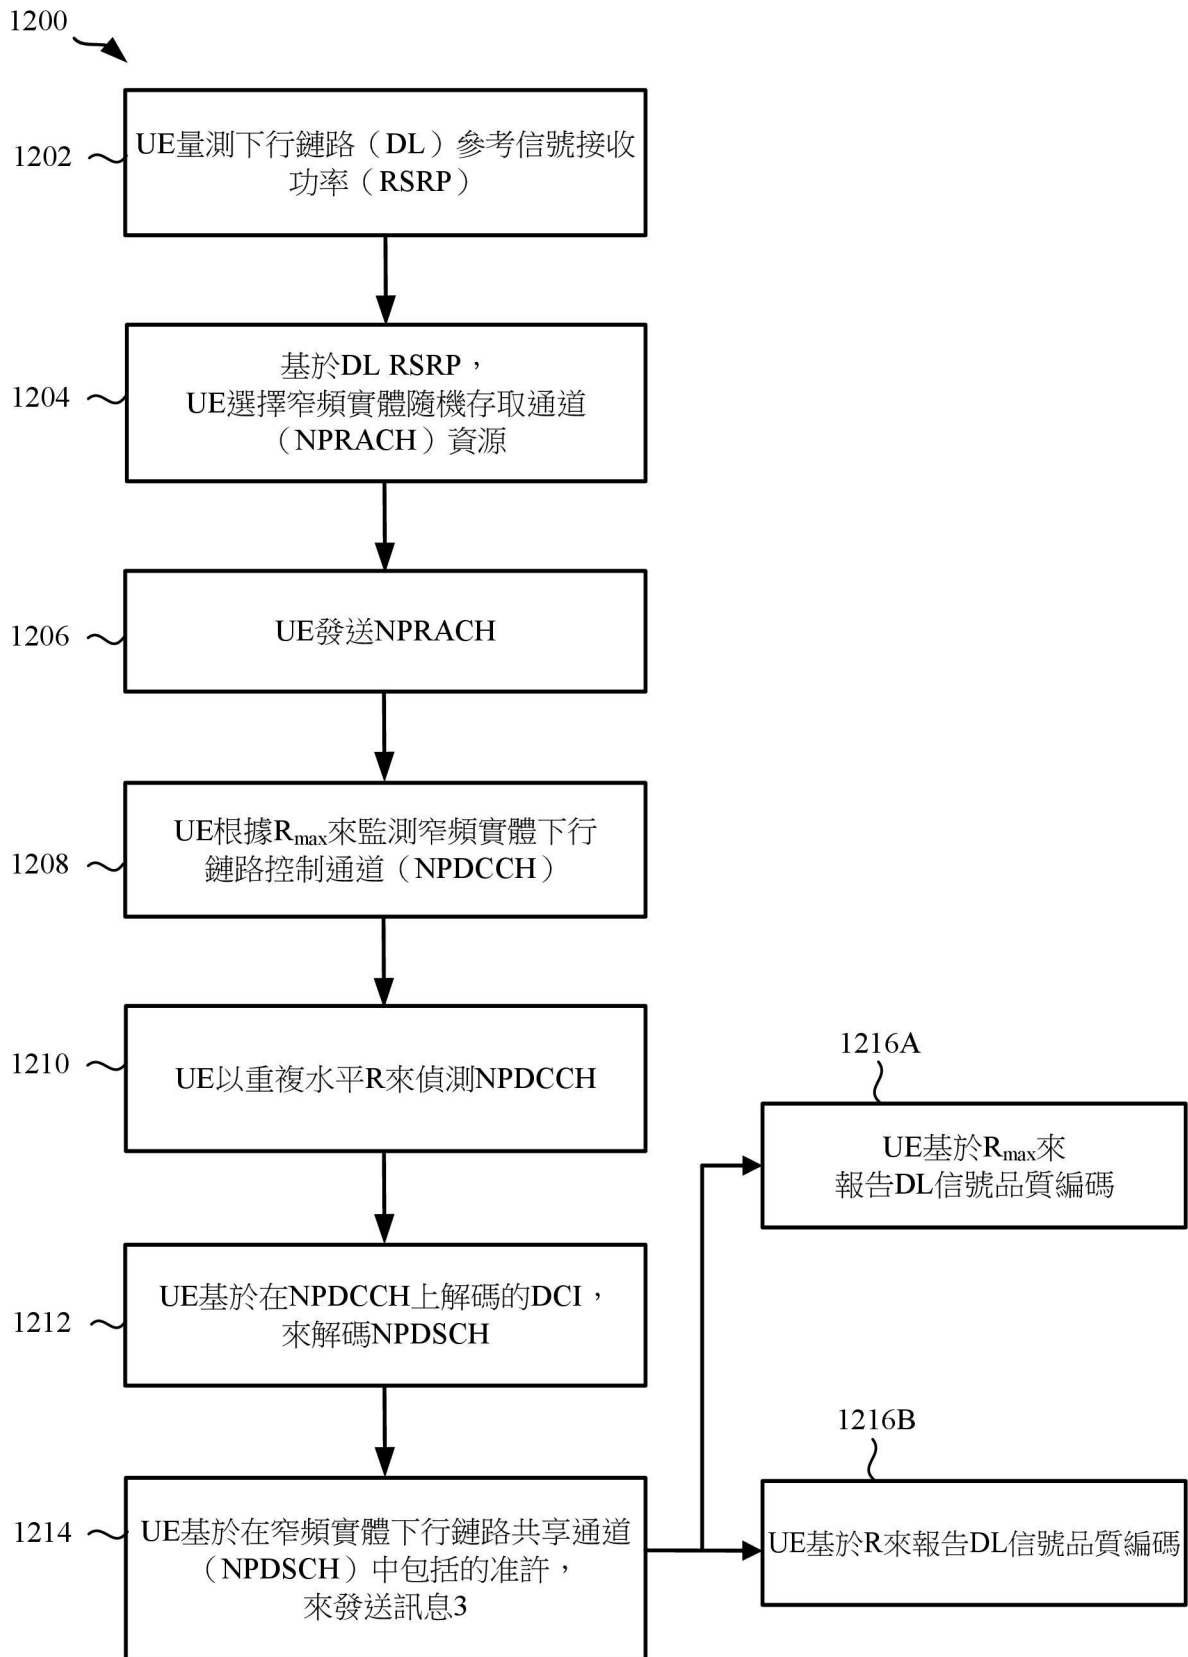 1200
1202
UE量測下行鏈路（DL）參考信號接收
功率（RSRP）
1204
基於DL RSRP，
UE選擇窄頻實體隨機存取通道
（NPRACH）資源
1206
UE發送NPRACH
1208
UE根據Rmax來監測窄頻實體下行
鏈路控制通道（NPDCCH）
1210
UE以重複水平R來偵測NPDCCH
1212
UE基於在NPDCCH上解碼的DCI，
來解碼NPDSCH
1214
UE基於在窄頻實體下行鏈路共享通道
（NPDSCH）中包括的准許，
來發送訊息3
1216A
UE基於Rmax來
報告DL信號品質編碼
1216B
UE基於R來報告DL信號品質編碼